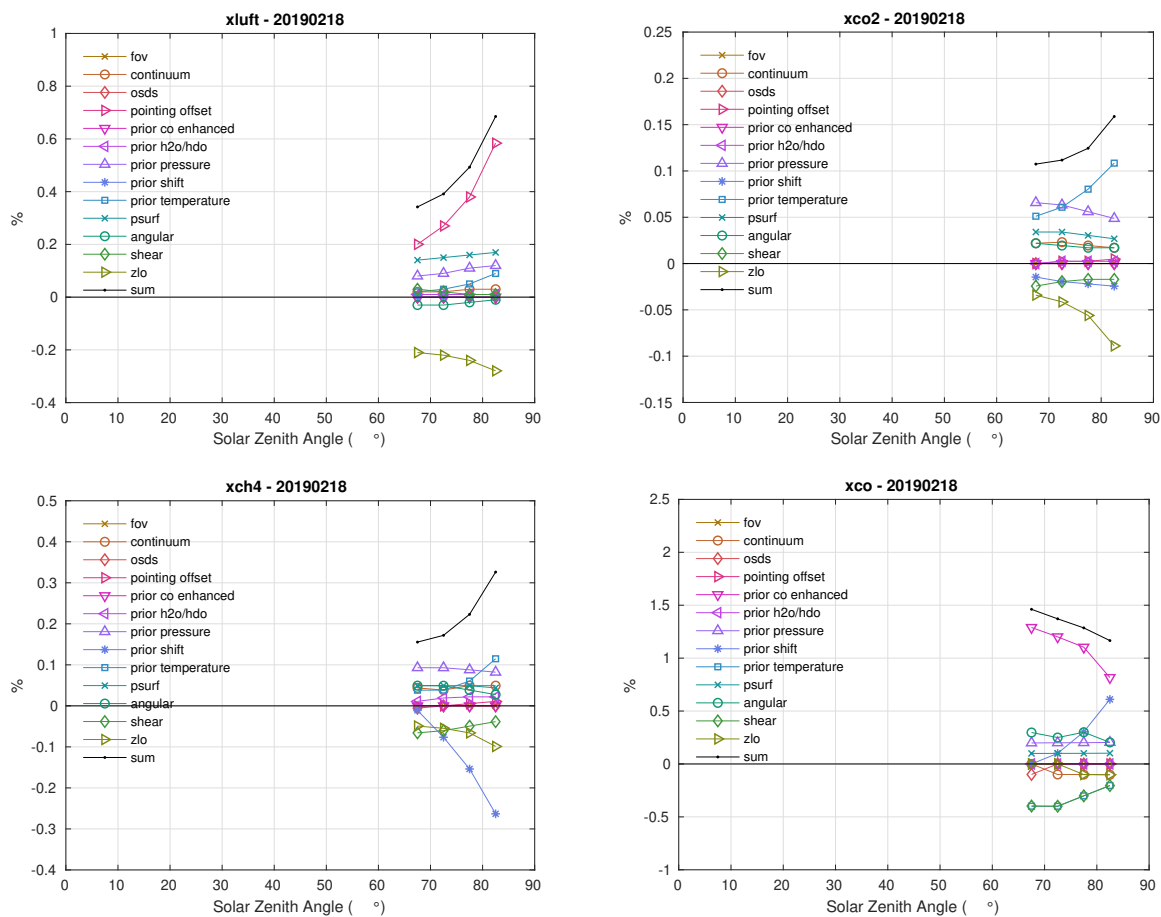 xluft - 20190218
%
1
0.8
0.6
0.4
0.2
0
-0.2
-0.4
fov
continuum
osds
pointing offset
prior co enhanced
prior h2o/hdo
prior pressure
prior shift
prior temperature
psurf
angular
shear
zlo
sum
0 10 20 30 40 50 60 70 80 90
Solar Zenith Angle ( °)
xco2 - 20190218
%
0.25
0.2
0.15
0.1
0.05
0
-0.05
-0.1
-0.15
fov
continuum
osds
pointing offset
prior co enhanced
prior h2o/hdo
prior pressure
prior shift
prior temperature
psurf
angular
shear
zlo
sum
0 10 20 30 40 50 60 70 80 90
Solar Zenith Angle ( °)
xch4 - 20190218
%
0.5
0.4
0.3
0.2
0.1
0
-0.1
-0.2
-0.3
-0.4
fov
continuum
osds
pointing offset
prior co enhanced
prior h2o/hdo
prior pressure
prior shift
prior temperature
psurf
angular
shear
zlo
sum
0 10 20 30 40 50 60 70 80 90
Solar Zenith Angle ( °)
xco - 20190218
%
2.5
2
1.5
1
0.5
0
-0.5
-1
fov
continuum
osds
pointing offset
prior co enhanced
prior h2o/hdo
prior pressure
prior shift
prior temperature
psurf
angular
shear
zlo
sum
0 10 20 30 40 50 60 70 80 90
Solar Zenith Angle ( °)